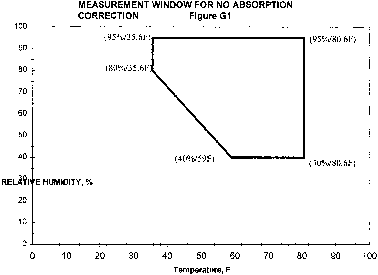 MEASUREMENT WINDOW FOR NO ABSORPTION
CORRECTION Figure G1
100
(95%/35.6F) (95%/80.6F)
90
80
(80%/35.6F)
70
60
50
40
(40%/59F) (40%/80.6F)
30
RELATIVE HUMIDITY, %
20
12
0
0 10 20 30 40 50 60 70 80 90 100
Temperature, F